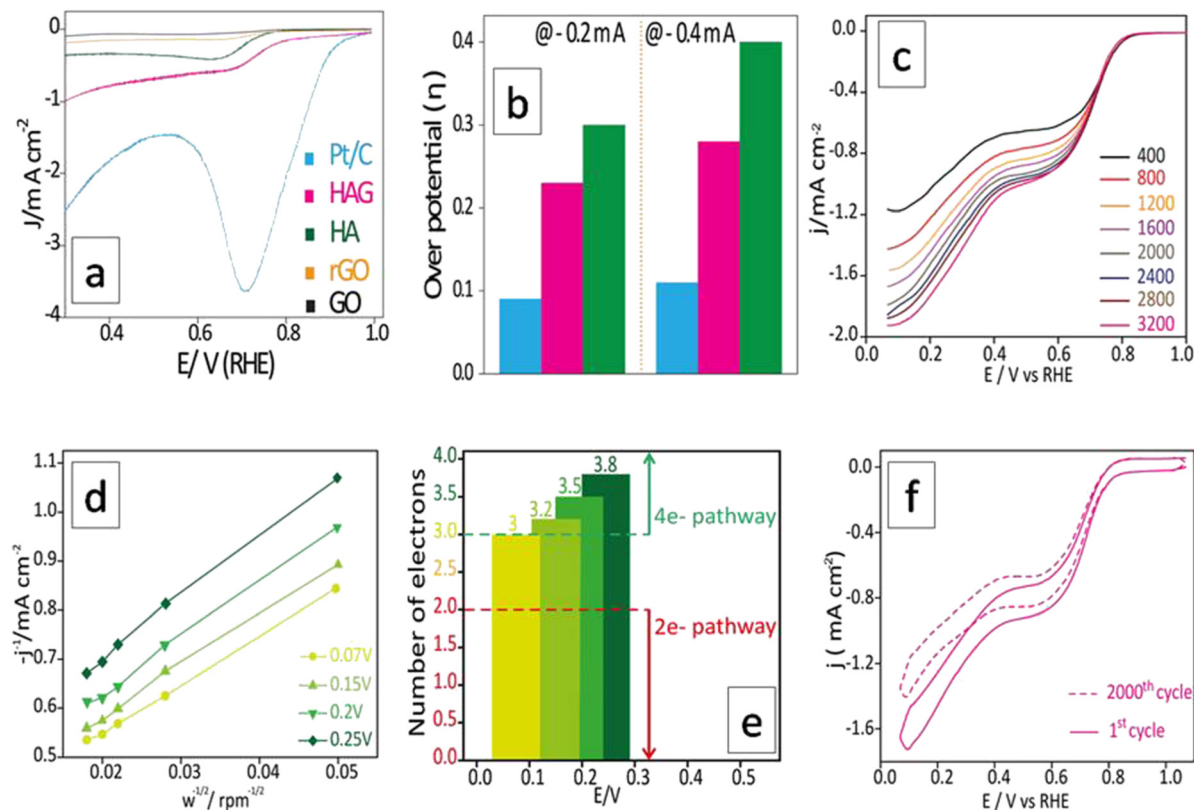 a
J/mA cm-2
0
-1
-2
-3
-4
0.4
0.6
0.8
1.0
E/ V (RHE)
Pt/C
HAG
HA
rGO
GO
b
@ - 0.2 mA
@ - 0.4 mA
Over potential (η)
0.4
0.3
0.2
0.1
0.0
c
j/mA cm-2
0.0
-0.4
-0.8
-1.2
-1.6
-2.0
0.0
0.2
0.4
0.6
0.8
1.0
E / V vs RHE
400
800
1200
1600
2000
2400
2800
3200
d
-j-1/mA cm-2
1.1
1.0
0.9
0.8
0.7
0.6
0.5
0.02
0.03
0.04
0.05
w-1/2/ rpm-1/2
0.07V
0.15V
0.2V
0.25V
e
Number of electrons
4.0
3.5
3.0
2.5
2.0
1.5
1.0
0.5
0.0
3
3.2
3.5
3.8
4e- pathway
2e- pathway
0.0
0.1
0.2
0.3
0.4
0.5
E/V
f
j ( mA cm2)
0.0
-0.4
-0.8
-1.2
-1.6
0.0
0.2
0.4
0.6
0.8
1.0
E / V vs RHE
2000th cycle
1st cycle